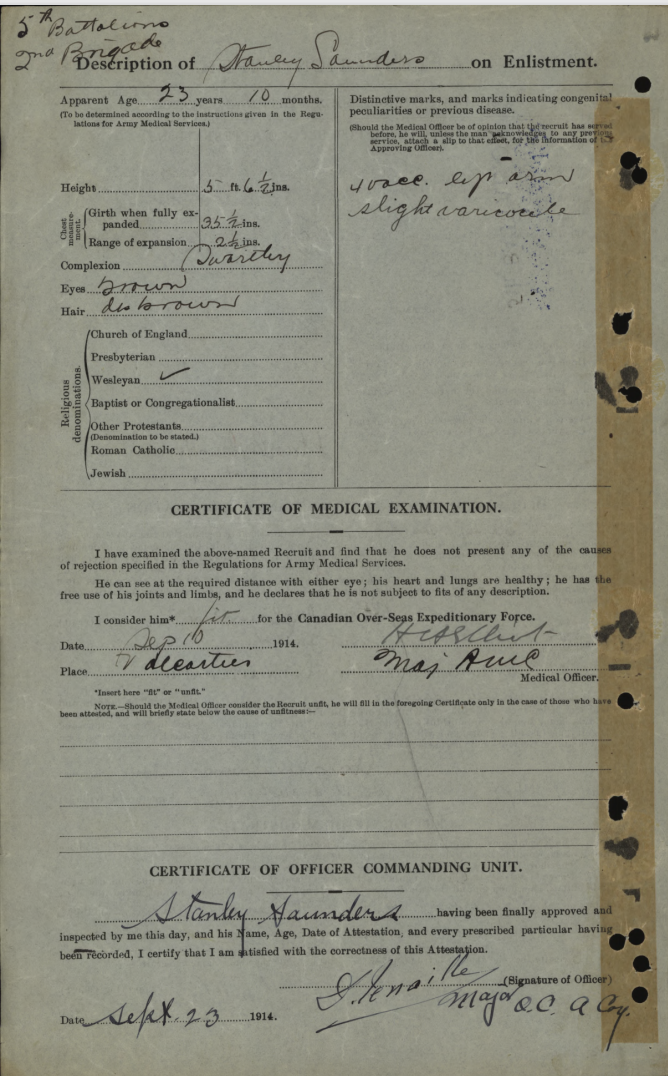 5th Battalions
2nd Brigade
Description of Stanley Saunders on Enlistment.
Apparent Age 23 years 10 months.
(To be determined according to the instructions given in the Regulations for Army Medical Services.)
Height 5 ft. 6 ½ ins.
Chest measurement.
Girth when fully expanded 35 ½ ins.
Range of expansion 2 ½ ins.
Complexion Swarthy
Eyes brown
Hair brown
Religious denominations.
Church of England
Presbyterian
Wesleyan ✓
Baptist or Congregationalist
Other Protestants
(Denomination to be stated.)
Roman Catholic
Jewish
Distinctive marks, and marks indicating congenital
peculiarities or previous disease.
(Should the Medical Officer be of opinion that the recruit has served
before, he will, unless the man acknowledges to any previous
service, attach a slip to that effect, for the information of the
Approving Officer).
4 vacc. left arm
slight varicocele
CERTIFICATE OF MEDICAL EXAMINATION.
I have examined the above-named Recruit and find that he does not present any of the causes
of rejection specified in the Regulations for Army Medical Services.
He can see at the required distance with either eye; his heart and lungs are healthy; he has the
free use of his joints and limbs, and he declares that he is not subject to fits of any description.
I consider him* fit for the Canadian Over-Seas Expeditionary Force.
Date Sep 10 1914.
Place Valcartier
Maj AMC
Medical Officer.
*Insert here "fit" or "unfit."
NOTE.—Should the Medical Officer consider the Recruit unfit, he will fill in the foregoing Certificate only in the case of those who have
been attested, and will briefly state below the cause of unfitness:—
CERTIFICATE OF OFFICER COMMANDING UNIT.
Stanley Saunders having been finally approved and
inspected by me this day, and his Name, Age, Date of Attestation, and every prescribed particular having
been recorded, I certify that I am satisfied with the correctness of this Attestation.
(Signature of Officer)
Major O.C. A Coy.
Date Sept. 23 1914.